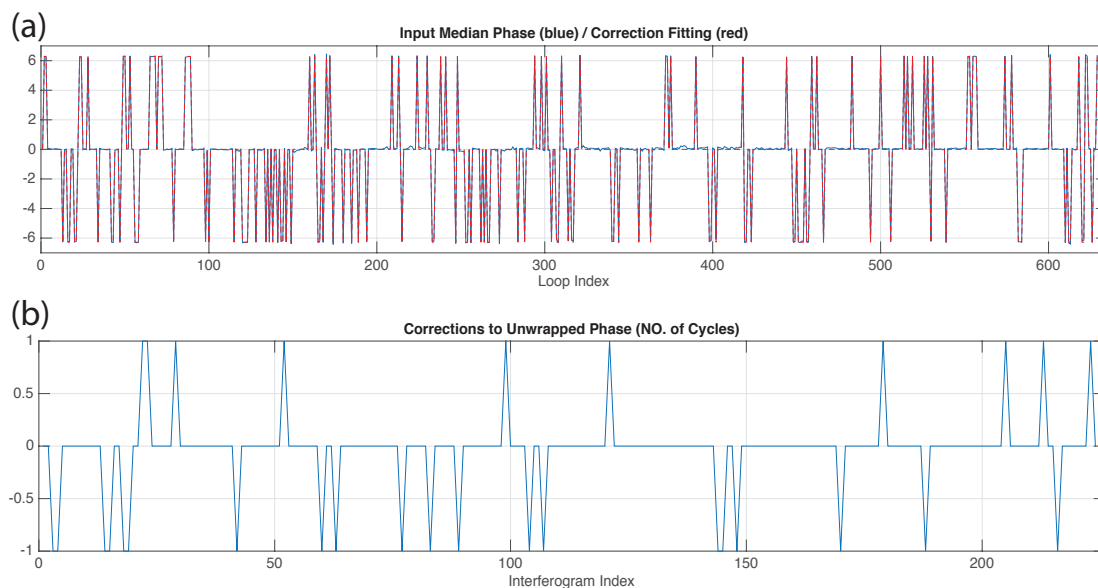 (a)
Input Median Phase (blue) / Correction Fitting (red)
6
4
2
0
-2
-4
-6
0 100 200 300 400 500 600
Loop Index
(b)
Corrections to Unwrapped Phase (NO. of Cycles)
1
0.5
0
-0.5
-1
0 50 100 150 200
Interferogram Index